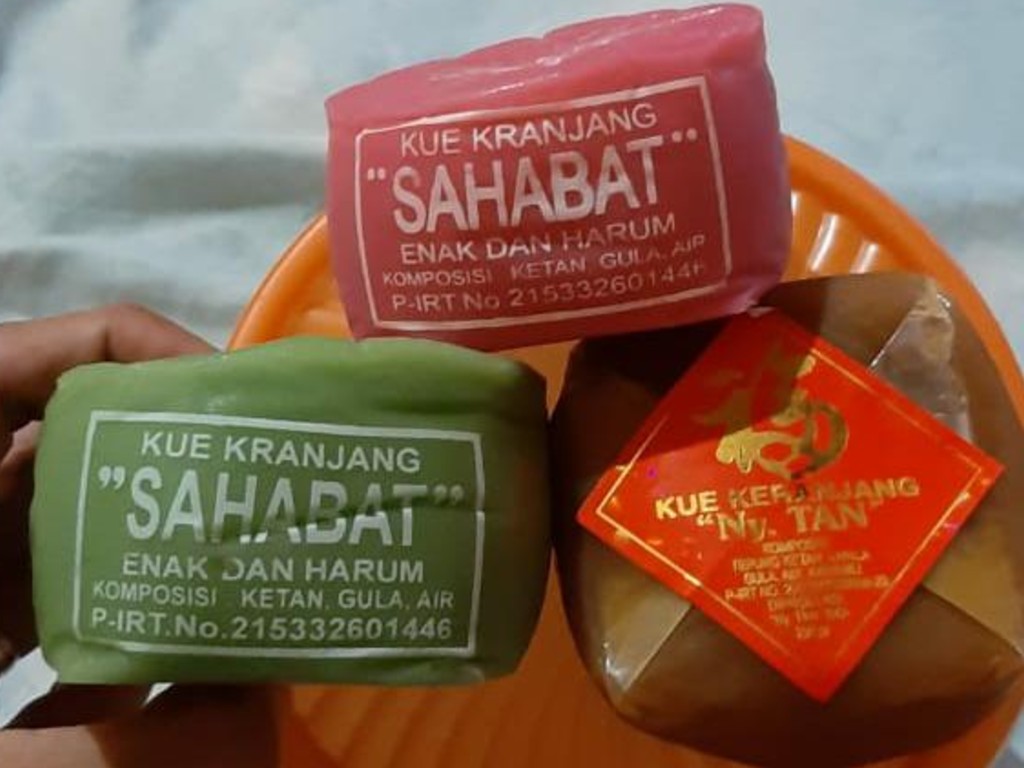 KUE KRANJANG
"SAHABAT"
ENAK DAN HARUM
KOMPOSISI KETAN, GULA, AIR
P-IRT.No 215332601446
KUE KRANJANG
"SAHABAT"
ENAK DAN HARUM
KOMPOSISI KETAN, GULA, AIR
P-IRT.No.215332601446
KUE KERANJANG
"Ny. TAN"